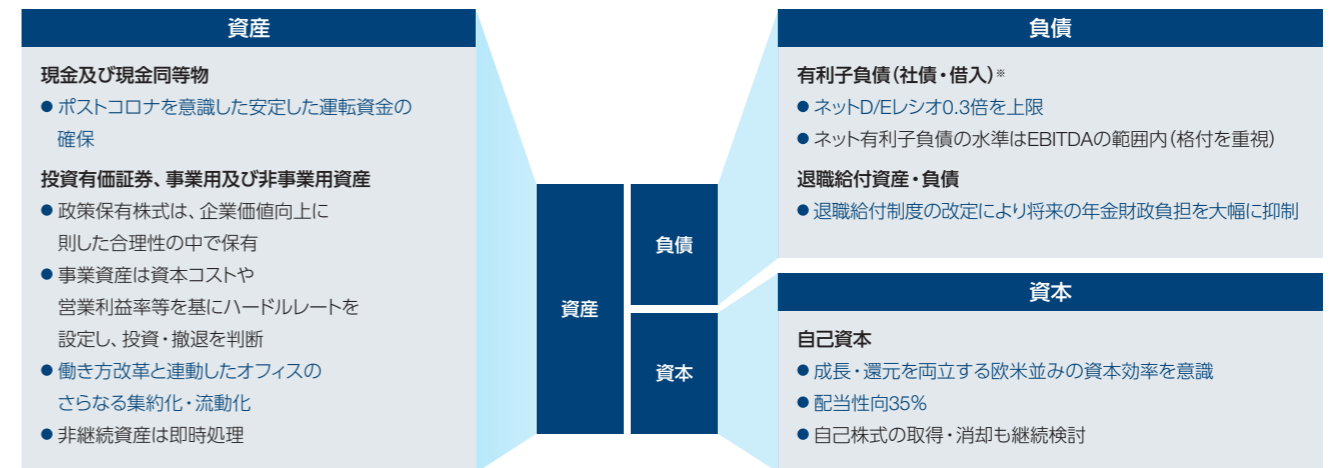 資産
現金及び現金同等物
●ポストコロナを意識した安定した運転資金の
確保
投資有価証券、事業用及び非事業用資産
●政策保有株式は、企業価値向上に
則した合理性の中で保有
●事業資産は資本コストや
営業利益率等を基にハードルレートを
設定し、投資・撤退を判断
●働き方改革と連動したオフィスの
さらなる集約化・流動化
●非継続資産は即時処理
資産
負債
資本
負債
有利子負債(社債・借入)※
●ネットD/Eレシオ0.3倍を上限
●ネット有利子負債の水準はEBITDAの範囲内(格付を重視)
退職給付資産・負債
●退職給付制度の改定により将来の年金財政負担を大幅に抑制
資本
自己資本
●成長・還元を両立する欧米並みの資本効率を意識
●配当性向35%
●自己株式の取得・消却も継続検討